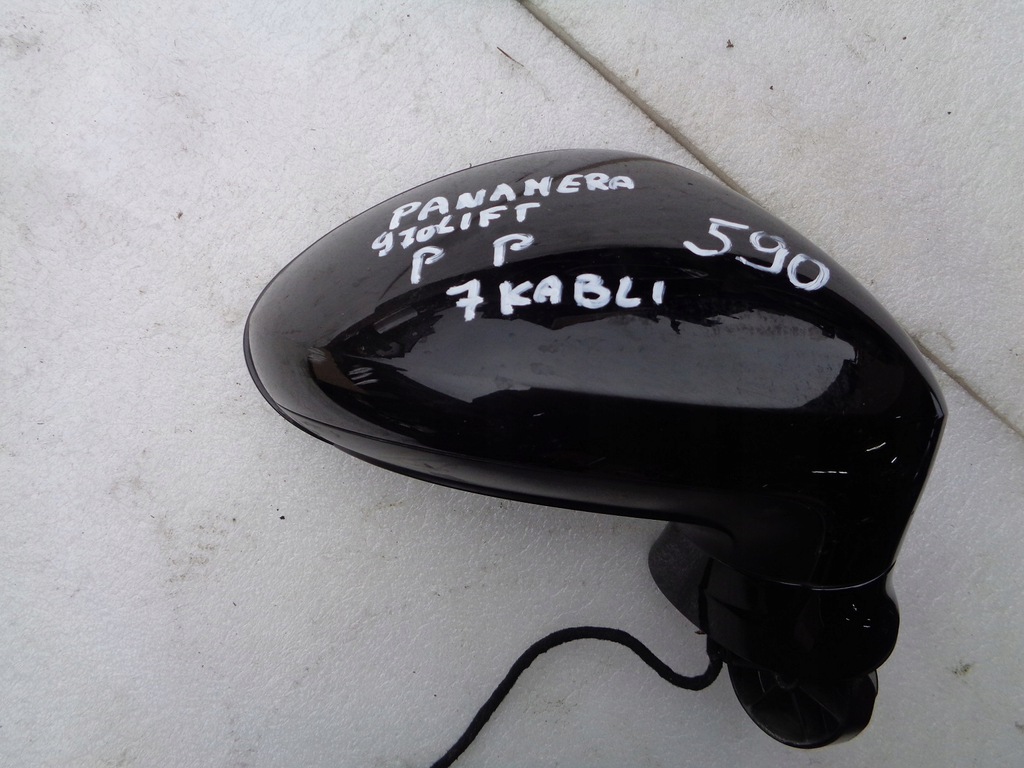 PANAMERA
970LIFT
P P
7KABLI
590